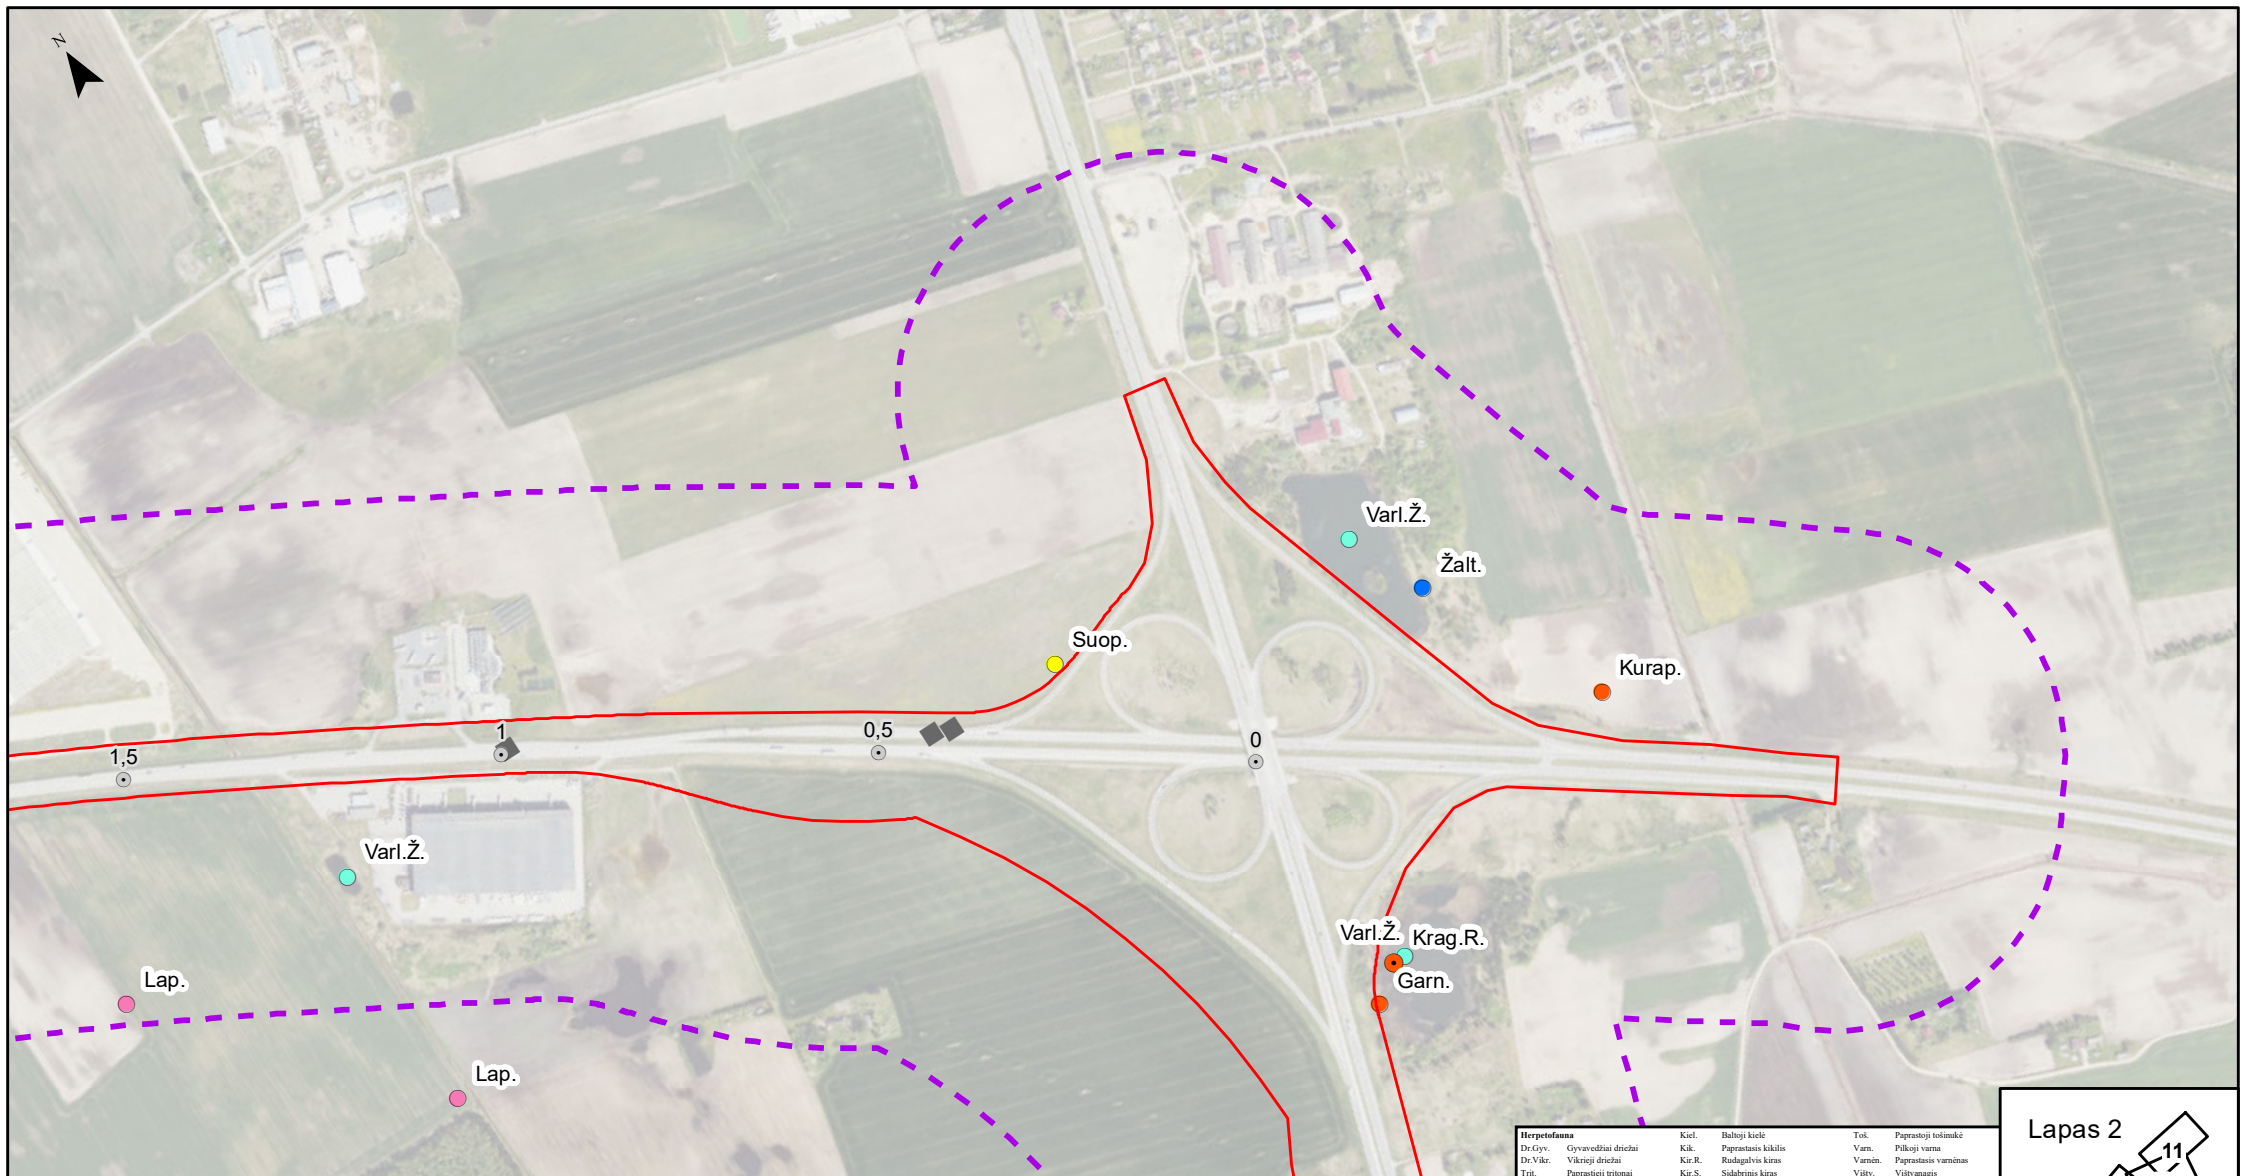 N
Varl.Ž.
Žalt.
Suop.
Kurap.
1,5
1
0,5
0
Varl.Ž.
Varl.Ž.
Krag.R.
Garn.
Lap.
Lap.
Herpetofauna Kiel. Baltoji kielė Toš. Paprastoji tošinukė
Dr.Gyv. Gyvavedžiai driežai Kik. Paprastasis kikilis Varn. Pilkoji varna
Dr.Vikr. Vikrieji driežai Kir.R. Rudagalvis kiras Varnėn. Paprastasis varnėnas
Trit. Paprastieji tritonai Kir.S. Sidabrinis kiras Višty. Vištvanagis
Lapas 2
11